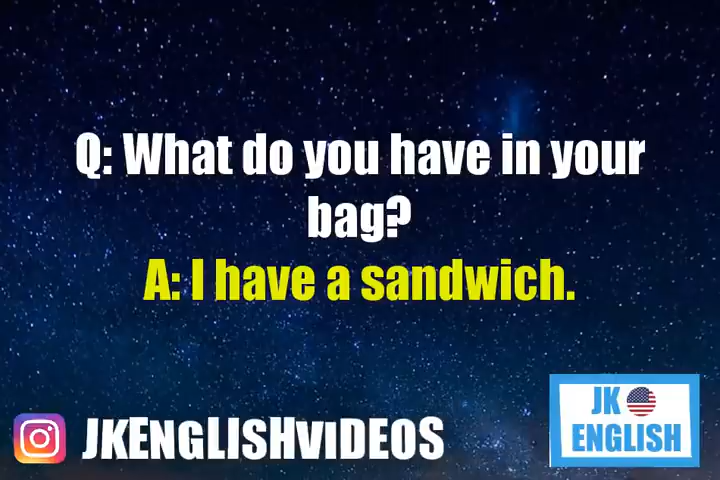 Q: What do you have in your
bag?
A: I have a sandwich.
JKENGLISHVIDEOS
JK
ENGLISH